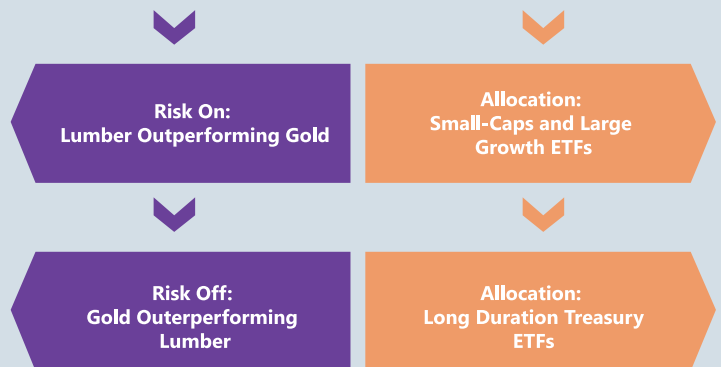 Risk On:
Lumber Outperforming Gold
Allocation:
Small-Caps and Large
Growth ETFs
Risk Off:
Gold Outerperforming
Lumber
Allocation:
Long Duration Treasury
ETFs